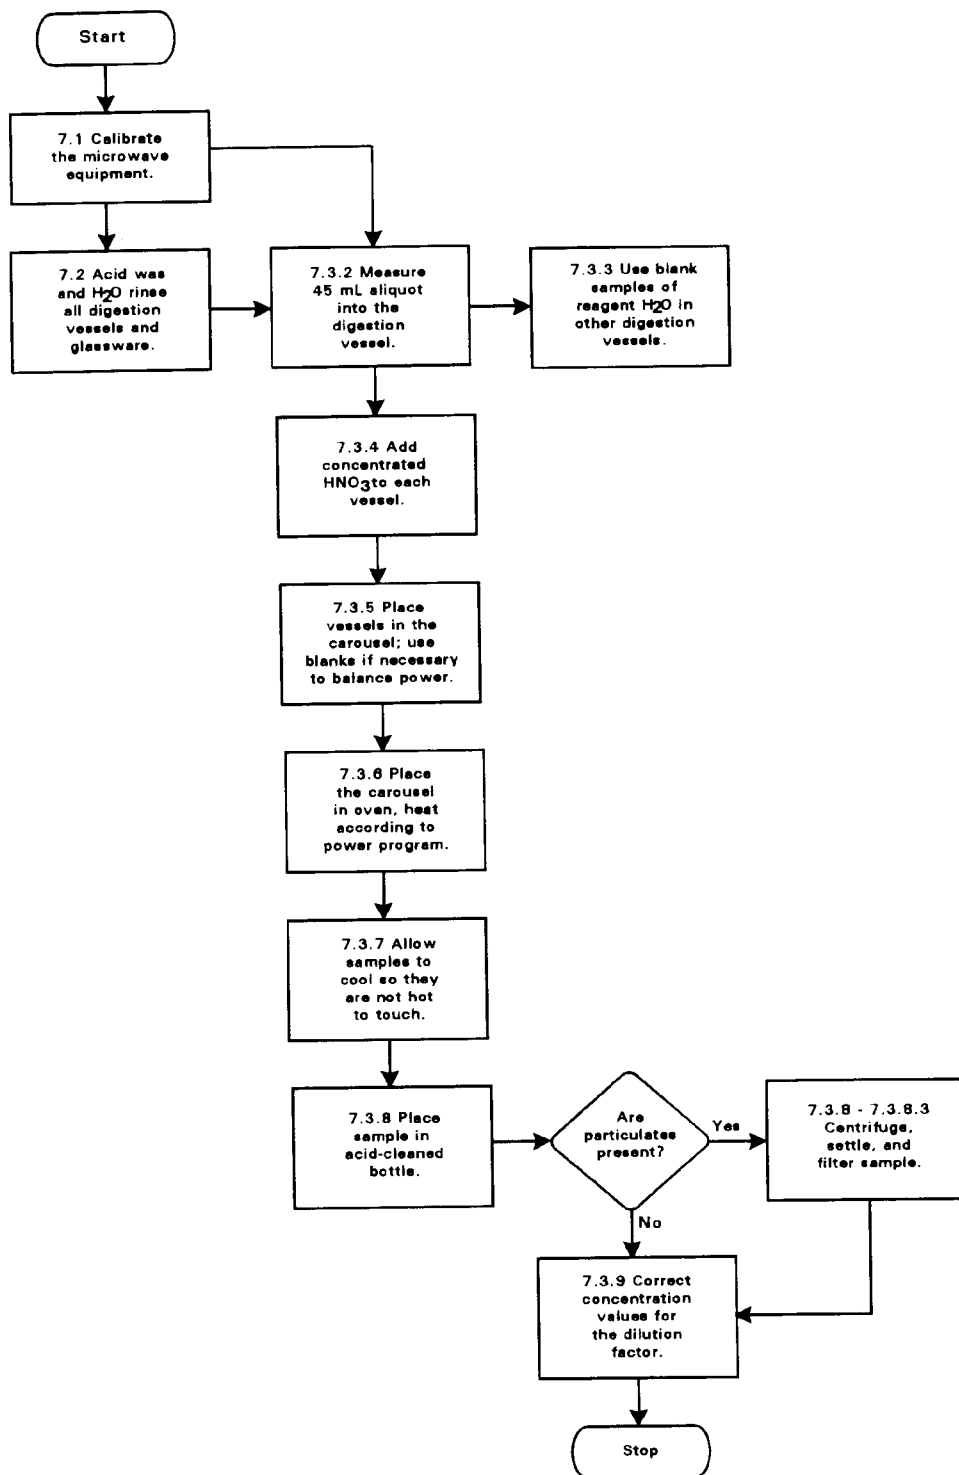 Start
7.1 Calibrate
the microwave
equipment.
7.2 Acid was
and H2O rinse
all digestion
vessels and
glassware.
7.3.2 Measure
45 mL aliquot
into the
digestion
vessel.
7.3.3 Use blank
samples of
reagent H2O in
other digestion
vessels.
7.3.4 Add
concentrated
HNO3to each
vessel.
7.3.5 Place
vessels in the
carousel; use
blanks if necessary
to balance power.
7.3.6 Place
the carousel
in oven, heat
according to
power program.
7.3.7 Allow
samples to
cool so they
are not hot
to touch.
7.3.8 Place
sample in
acid-cleaned
bottle.
Are
particulates
present?
Yes
7.3.8 - 7.3.8.3
Centrifuge,
settle, and
filter sample.
No
7.3.9 Correct
concentration
values for
the dilution
factor.
Stop